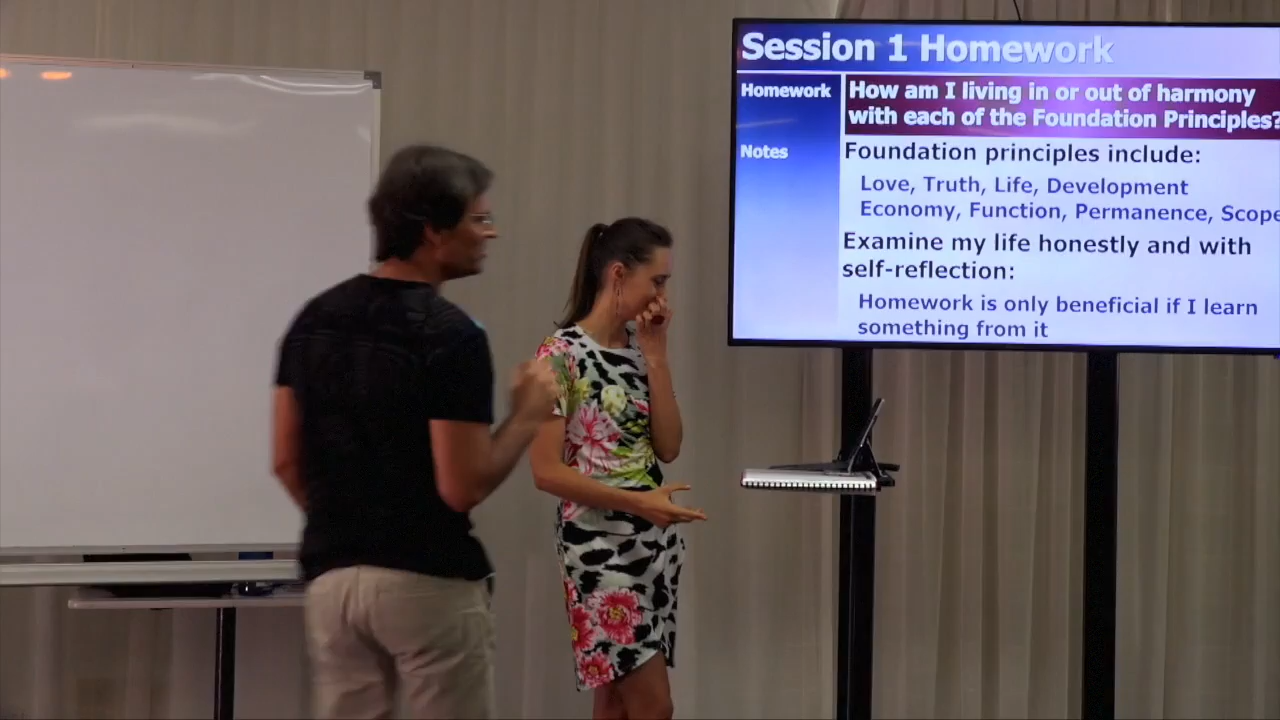 Session 1 Homework
Homework
How am I living in or out of harmony
with each of the Foundation Principles?
Notes
Foundation principles include:
Love, Truth, Life, Development
Economy, Function, Permanence, Scope
Examine my life honestly and with
self-reflection:
Homework is only beneficial if I learn
something from it